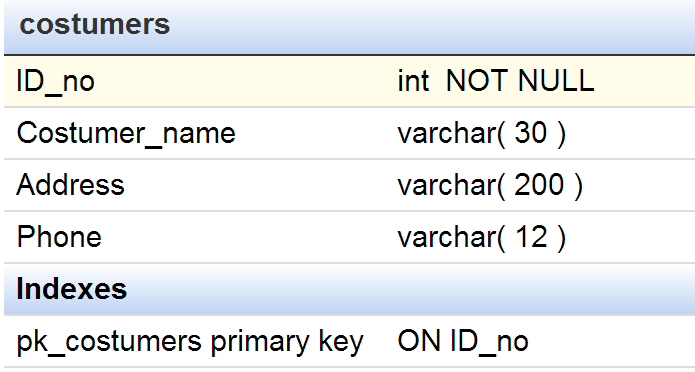 costumers
ID_no int NOT NULL
Costumer_name varchar( 30 )
Address varchar( 200 )
Phone varchar( 12 )
Indexes
pk_costumers primary key ON ID_no